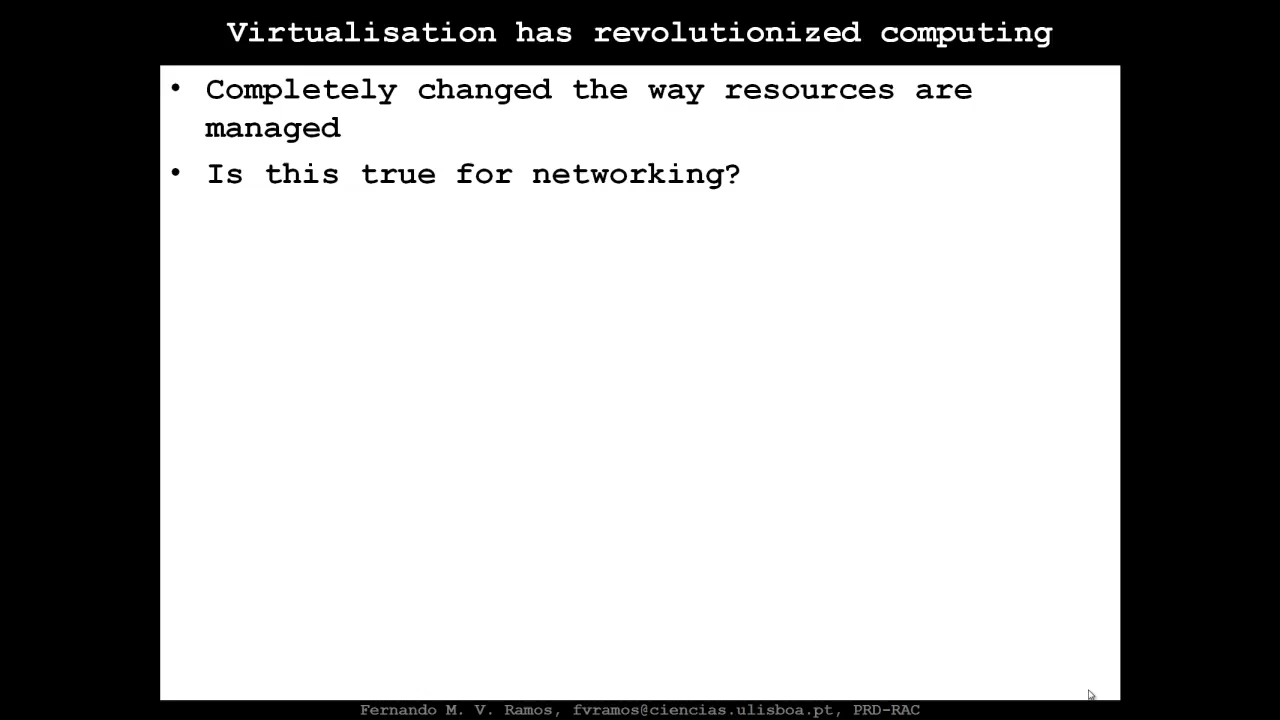 Virtualisation has revolutionized computing
• Completely changed the way resources are
managed
• Is this true for networking?
Fernando M. V. Ramos, fvramos@ciencias.ulisboa.pt, PRD-RAC